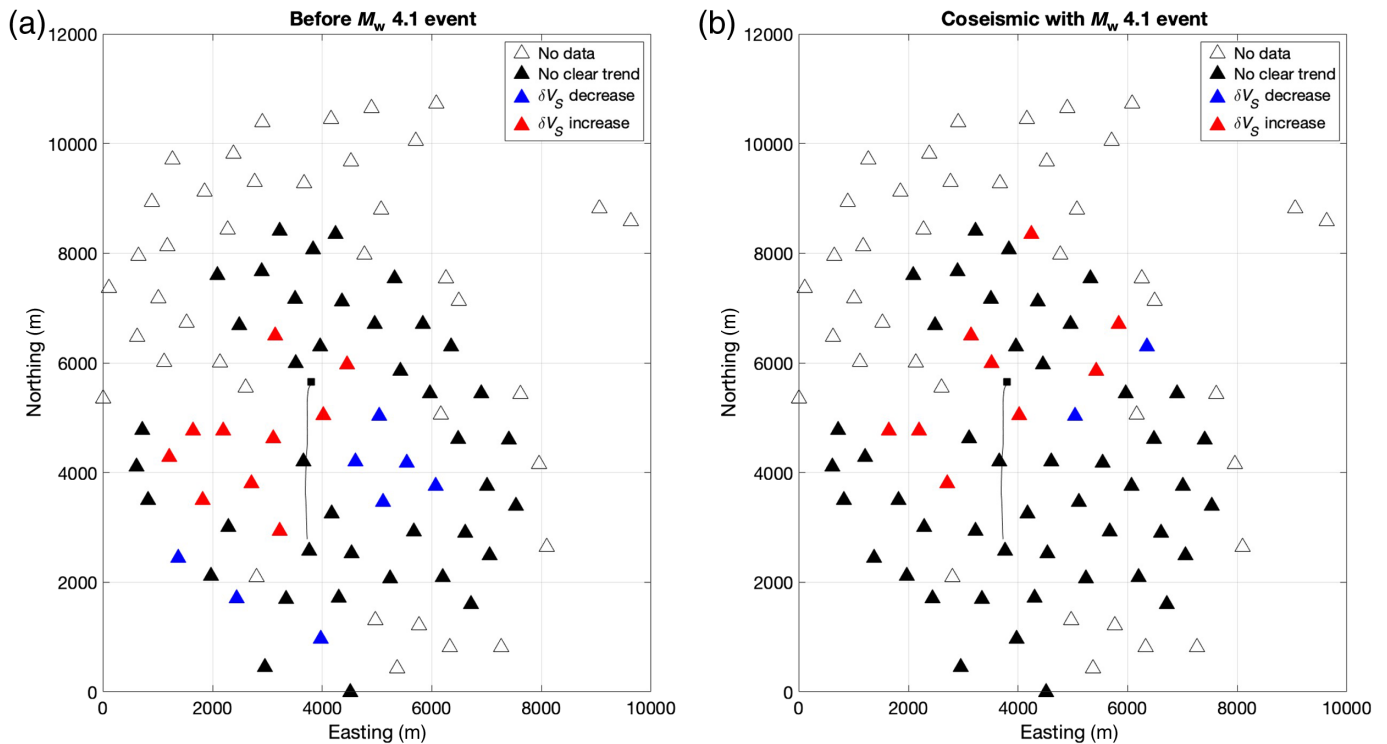 (a)
Before Mw 4.1 event
12000
10000
8000
6000
4000
2000
0
Northing (m)
No data
No clear trend
δVS decrease
δVS increase
0 2000 4000 6000 8000 10000
Easting (m)
(b)
Coseismic with Mw 4.1 event
12000
10000
8000
6000
4000
2000
0
Northing (m)
No data
No clear trend
δVS decrease
δVS increase
0 2000 4000 6000 8000 10000
Easting (m)